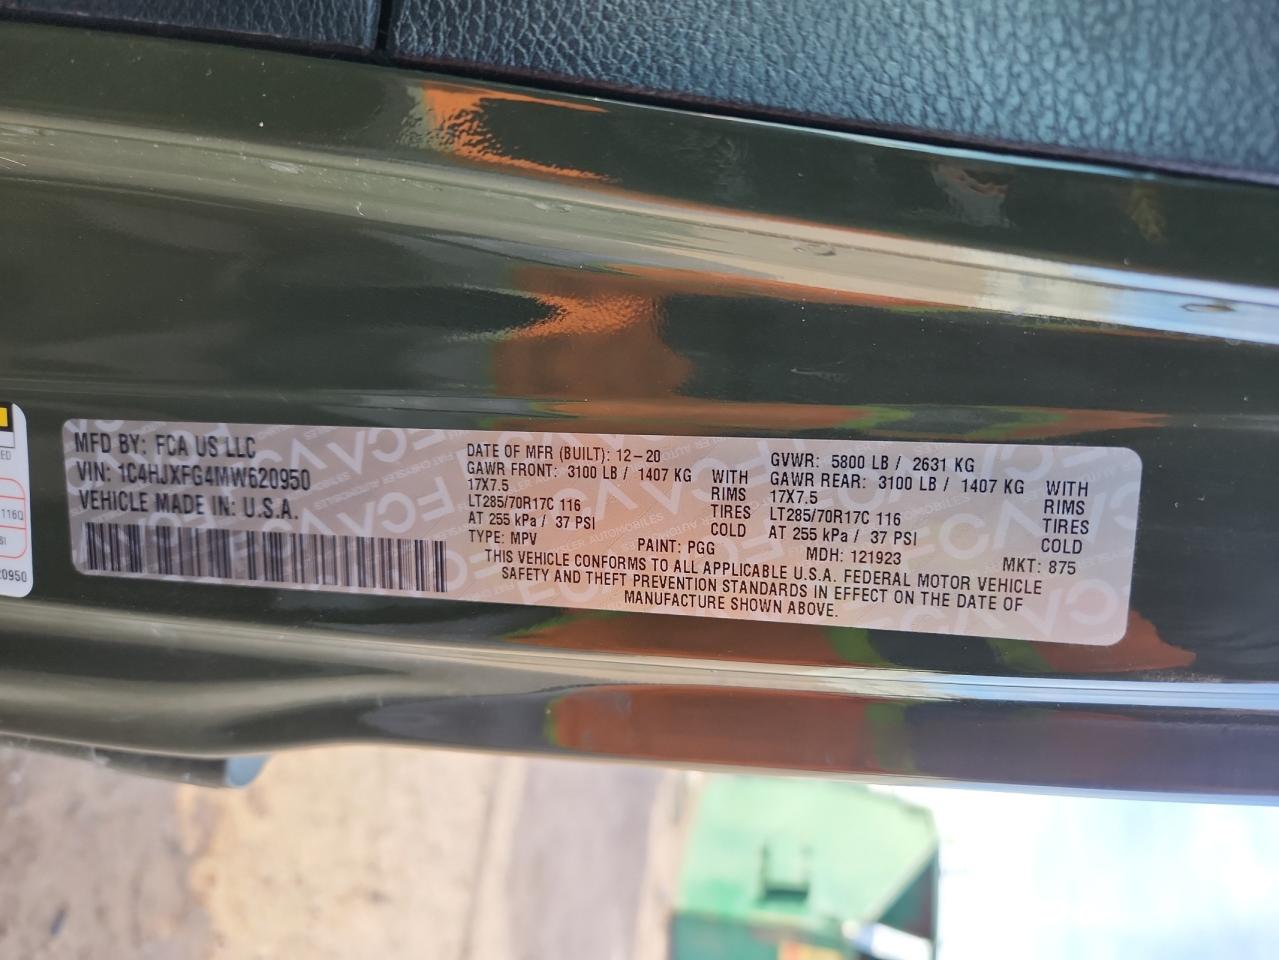 MFD BY: FCA US LLC
VIN: 1C4HJXFG4MW620950
VEHICLE MADE IN: U.S.A.
DATE OF MFR (BUILT): 12-20
GAWR FRONT: 3100 LB / 1407 KG WITH
17X7.5 RIMS
LT285/70R17C 116 TIRES
AT 255 kPa / 37 PSI COLD
TYPE: MPV PAINT: PGG
GVWR: 5800 LB / 2631 KG
GAWR REAR: 3100 LB / 1407 KG WITH
17X7.5 RIMS
LT285/70R17C 116 TIRES
AT 255 kPa / 37 PSI COLD
MDH: 121923 MKT: 875
THIS VEHICLE CONFORMS TO ALL APPLICABLE U.S.A. FEDERAL MOTOR VEHICLE
SAFETY AND THEFT PREVENTION STANDARDS IN EFFECT ON THE DATE OF
MANUFACTURE SHOWN ABOVE.
116Q
20950